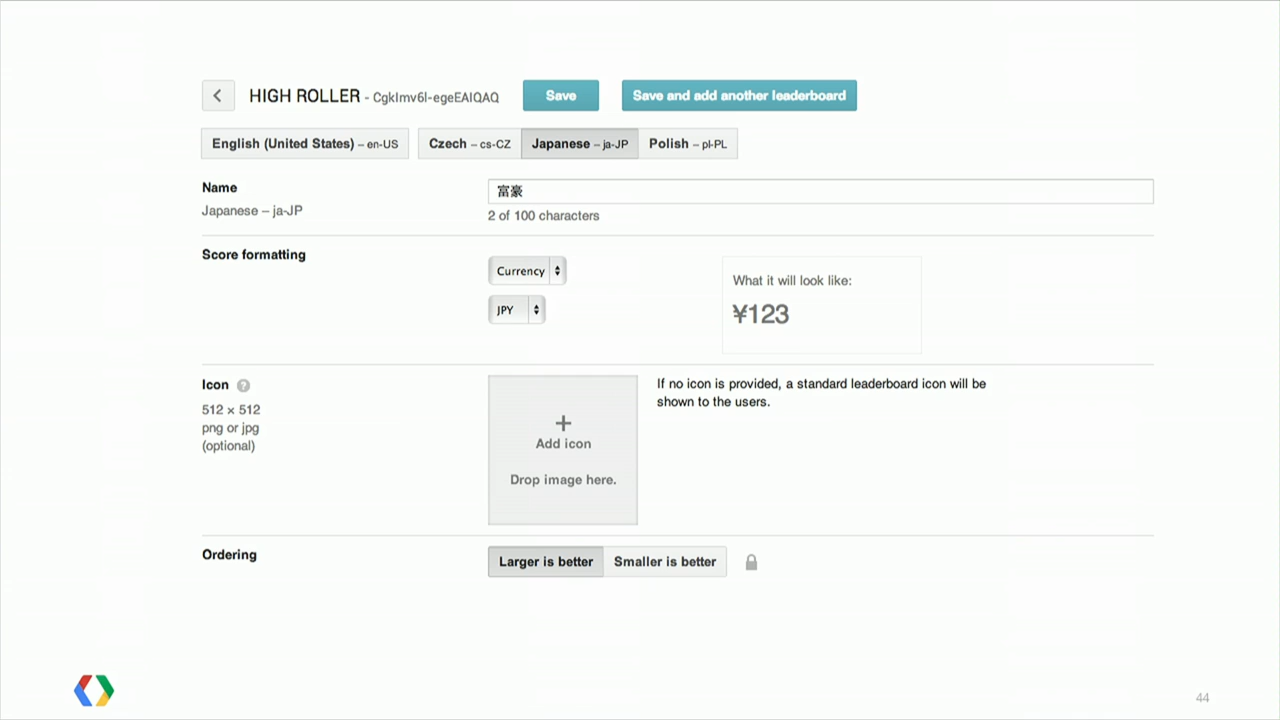 HIGH ROLLER - CgkImv6l-egeEAIQAQ
Save
Save and add another leaderboard
English (United States) – en-US
Czech – cs-CZ
Japanese – ja-JP
Polish – pl-PL
Name
Japanese – ja-JP
富豪
2 of 100 characters
Score formatting
Currency
JPY
What it will look like:
¥123
Icon ?
512 × 512
png or jpg
(optional)
+
Add icon
Drop image here.
If no icon is provided, a standard leaderboard icon will be
shown to the users.
Ordering
Larger is better
Smaller is better
44